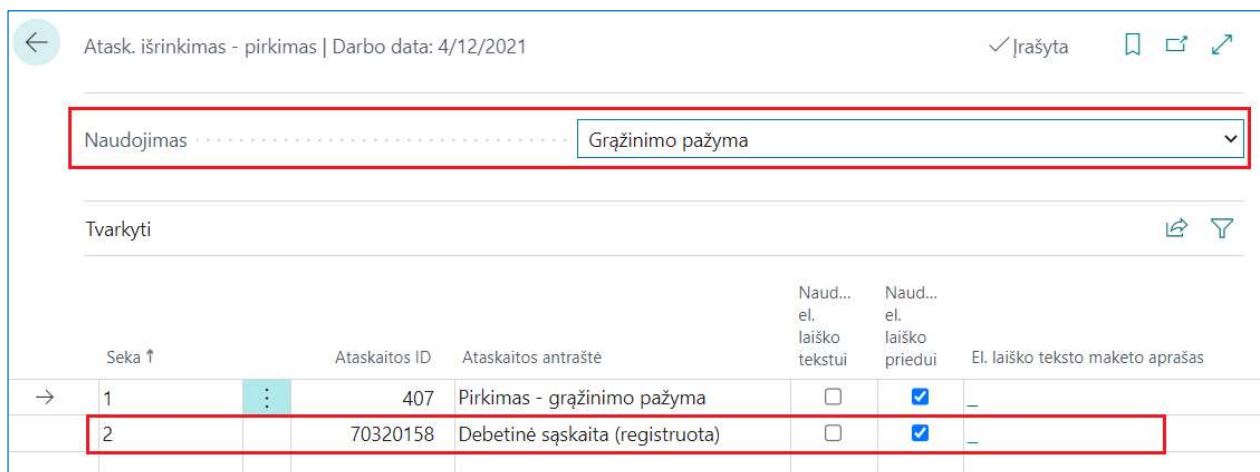 Atask. išrinkimas - pirkimas | Darbo data: 4/12/2021 ✓ Įrašyta
Naudojimas Grąžinimo pažyma
Tvarkyti
Seka ↑ Ataskaitos ID Ataskaitos antraštė Naud... el. laiško tekstui Naud... el. laiško priedui El. laiško teksto maketo aprašas
1 407 Pirkimas - grąžinimo pažyma _
2 70320158 Debetinė sąskaita (registruota) _